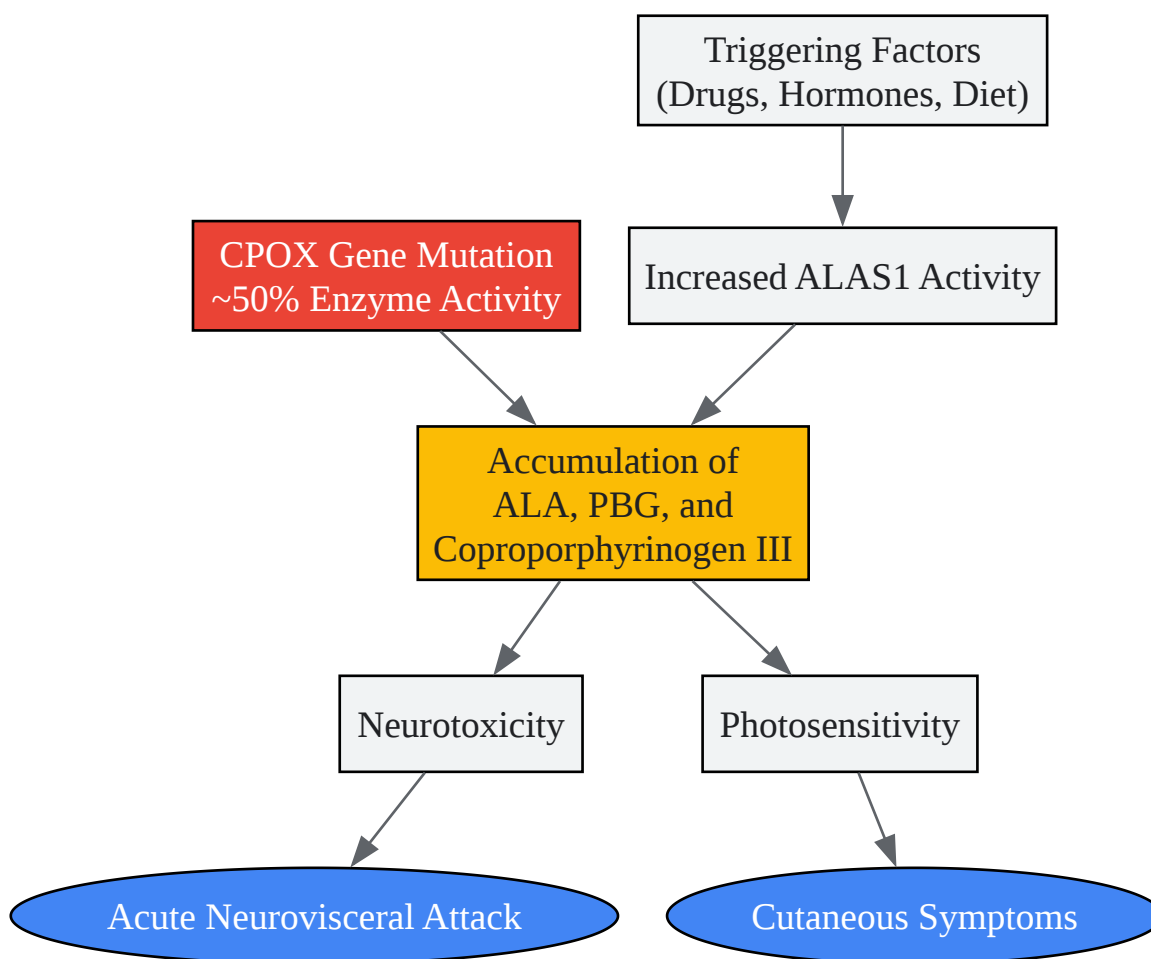 Triggering Factors
(Drugs, Hormones, Diet)
CPOX Gene Mutation
~50% Enzyme Activity
Increased ALAS1 Activity
Accumulation of
ALA, PBG, and
Coproporphyrinogen III
Neurotoxicity
Photosensitivity
Acute Neurovisceral Attack
Cutaneous Symptoms